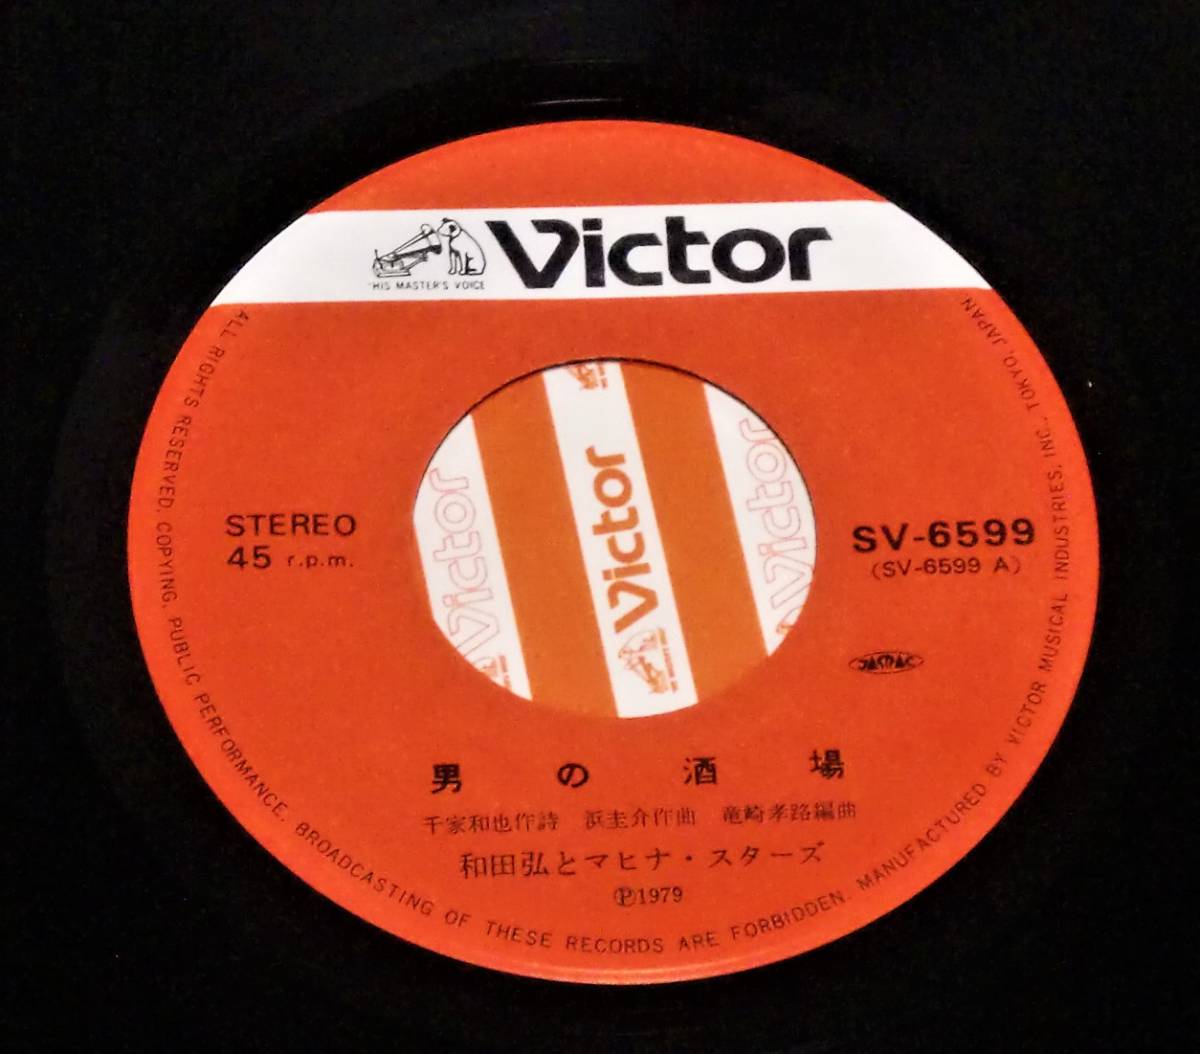 Victor
"HIS MASTER'S VOICE"
STEREO
45 r.p.m.
SV-6599
(SV-6599 A)
JASRAC
Victor
Victor
Victor
男の酒場
千家和也作詩 浜圭介作曲 竜崎孝路編曲
和田弘とマヒナ・スターズ
Ⓟ1979
ALL RIGHTS RESERVED. COPYING. PUBLIC PERFORMANCE. BROADCASTING OF THESE RECORDS ARE FORBIDDEN. MANUFACTURED BY VICTOR MUSICAL INDUSTRIES, INC., TOKYO, JAPAN